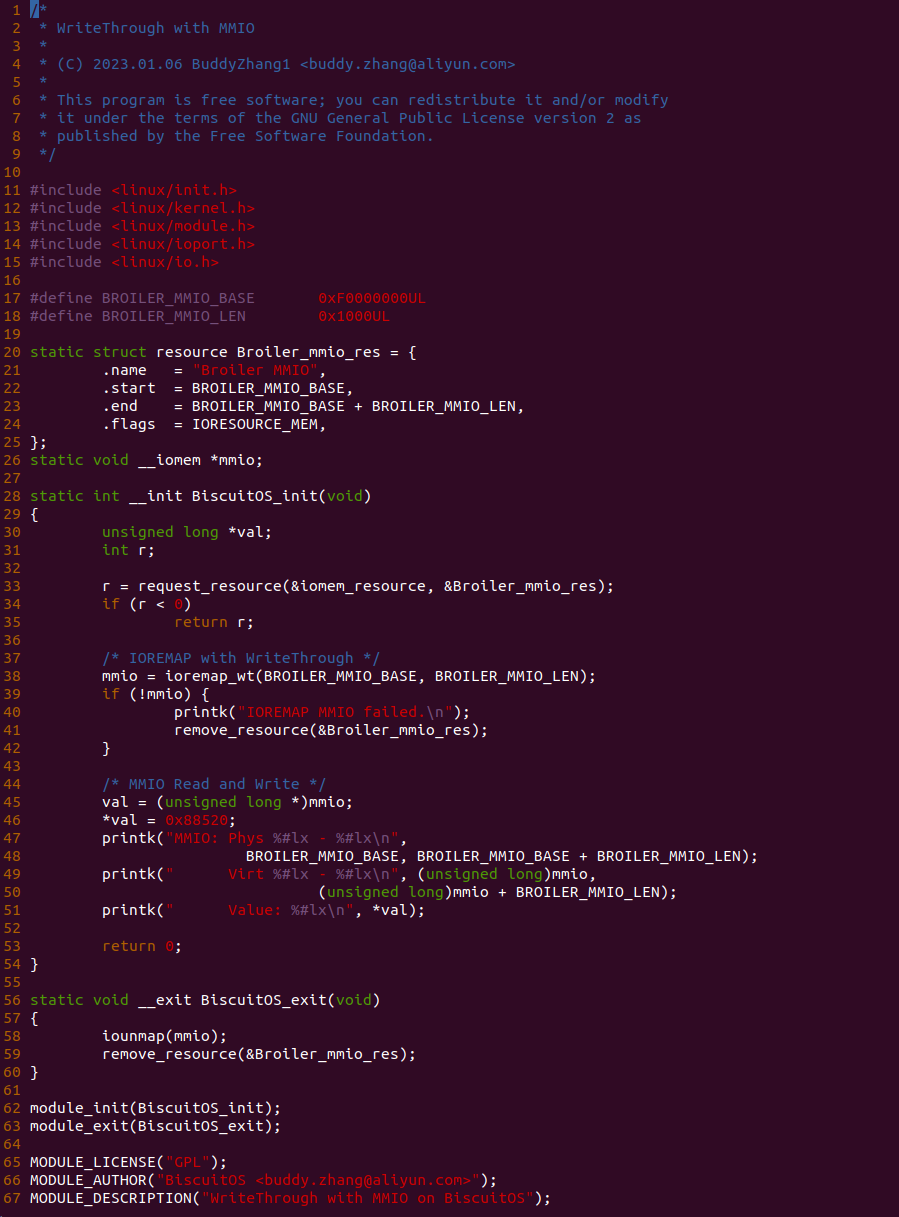 1 /*
2  * WriteThrough with MMIO
3  *
4  * (C) 2023.01.06 BuddyZhang1 <buddy.zhang@aliyun.com>
5  *
6  * This program is free software; you can redistribute it and/or modify
7  * it under the terms of the GNU General Public License version 2 as
8  * published by the Free Software Foundation.
9  */
10
11 #include <linux/init.h>
12 #include <linux/kernel.h>
13 #include <linux/module.h>
14 #include <linux/ioport.h>
15 #include <linux/io.h>
16
17 #define BROILER_MMIO_BASE       0xF0000000UL
18 #define BROILER_MMIO_LEN        0x1000UL
19
20 static struct resource Broiler_mmio_res = {
21         .name   = "Broiler MMIO",
22         .start  = BROILER_MMIO_BASE,
23         .end    = BROILER_MMIO_BASE + BROILER_MMIO_LEN,
24         .flags  = IORESOURCE_MEM,
25 };
26 static void __iomem *mmio;
27
28 static int __init BiscuitOS_init(void)
29 {
30         unsigned long *val;
31         int r;
32
33         r = request_resource(&iomem_resource, &Broiler_mmio_res);
34         if (r < 0)
35                 return r;
36
37         /* IOREMAP with WriteThrough */
38         mmio = ioremap_wt(BROILER_MMIO_BASE, BROILER_MMIO_LEN);
39         if (!mmio) {
40                 printk("IOREMAP MMIO failed.\n");
41                 remove_resource(&Broiler_mmio_res);
42         }
43
44         /* MMIO Read and Write */
45         val = (unsigned long *)mmio;
46         *val = 0x88520;
47         printk("MMIO: Phys %#lx - %#lx\n",
48                         BROILER_MMIO_BASE, BROILER_MMIO_BASE + BROILER_MMIO_LEN);
49         printk("      Virt %#lx - %#lx\n", (unsigned long)mmio,
50                                 (unsigned long)mmio + BROILER_MMIO_LEN);
51         printk("      Value: %#lx\n", *val);
52
53         return 0;
54 }
55
56 static void __exit BiscuitOS_exit(void)
57 {
58         iounmap(mmio);
59         remove_resource(&Broiler_mmio_res);
60 }
61
62 module_init(BiscuitOS_init);
63 module_exit(BiscuitOS_exit);
64
65 MODULE_LICENSE("GPL");
66 MODULE_AUTHOR("BiscuitOS <buddy.zhang@aliyun.com>");
67 MODULE_DESCRIPTION("WriteThrough with MMIO on BiscuitOS");